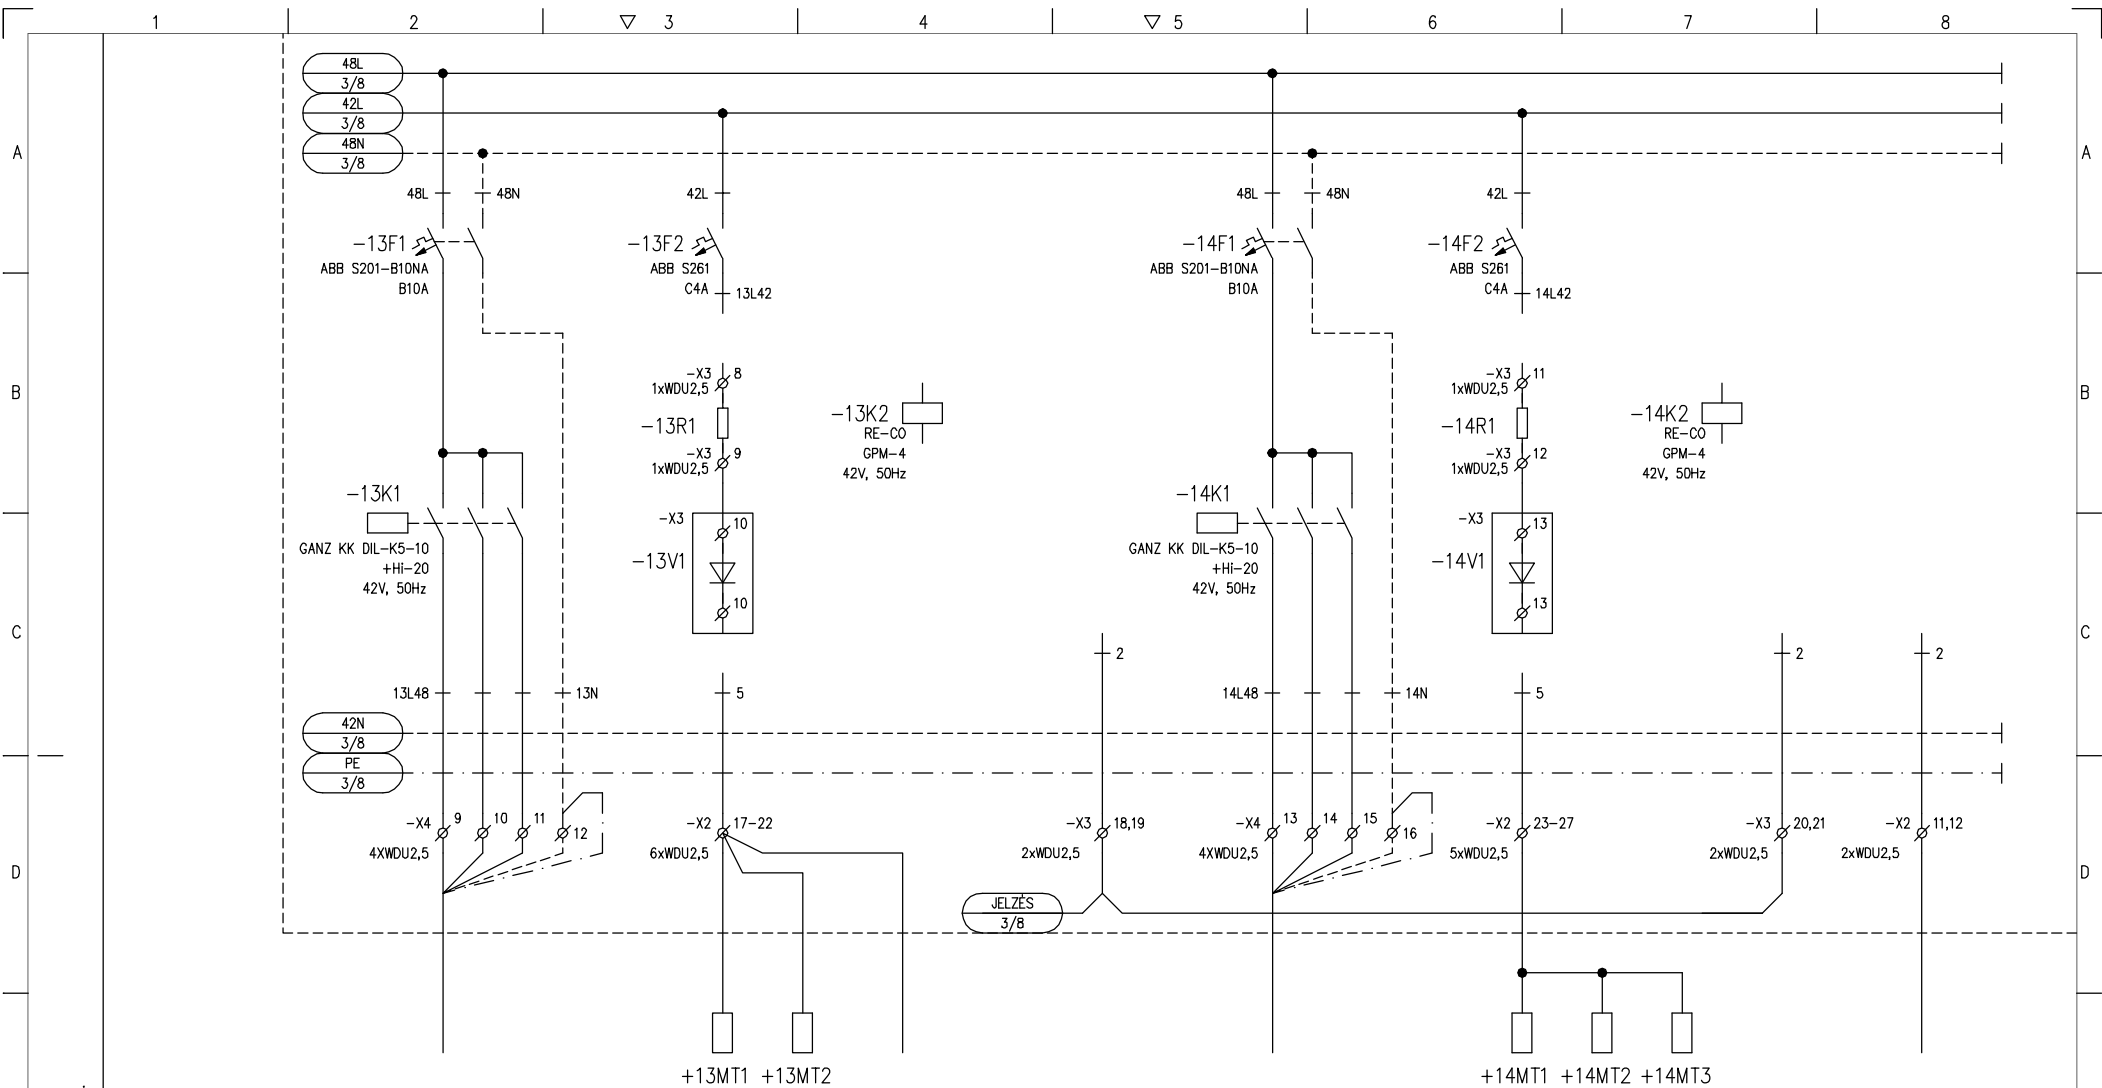 1 2 3 4 5 6 7 8
48L
3/8
42L
3/8
48N
3/8
A A
48L 48N 42L 48L 48N 42L
-13F1 -13F2 -14F1 -14F2
ABB S201-B10NA ABB S261 ABB S201-B10NA ABB S261
B10A C4A 13L42 B10A C4A 14L42
-X3 8 -X3 11
1xWDU2,5 1xWDU2,5
B B
-13R1 -13K2 -14R1 -14K2
RE-CO RE-CO
-X3 9 GPM-4 -X3 12 GPM-4
1xWDU2,5 42V, 50Hz 1xWDU2,5 42V, 50Hz
-13K1 -14K1
-X3 10 -X3 13
GANZ KK DIL-K5-10 -13V1 GANZ KK DIL-K5-10 -14V1
+Hi-20 +Hi-20
42V, 50Hz 42V, 50Hz
10 13
C C
2 2 2
13L48 13N 5 14L48 14N 5
42N
3/8
PE
3/8
-X4 9 10 11 12 -X2 17-22 -X3 18,19 -X4 13 14 15 16 -X2 23-27 -X3 20,21 -X2 11,12
4XWDU2,5 6xWDU2,5 2xWDU2,5 4XWDU2,5 5xWDU2,5 2xWDU2,5 2xWDU2,5
D D
JELZÉS
3/8
+13MT1 +13MT2 +14MT1 +14MT2 +14MT3